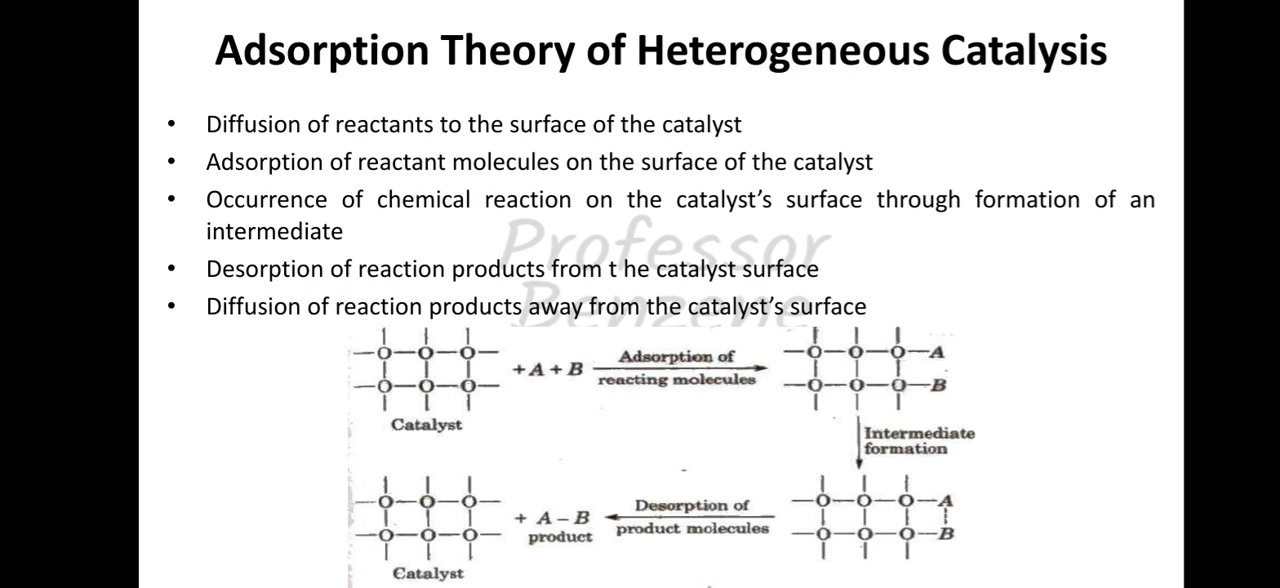 Adsorption Theory of Heterogeneous Catalysis
• Diffusion of reactants to the surface of the catalyst
• Adsorption of reactant molecules on the surface of the catalyst
• Occurrence of chemical reaction on the catalyst’s surface through formation of an
intermediate
Professor
• Desorption of reaction products from t he catalyst surface
Benzene
• Diffusion of reaction products away from the catalyst’s surface
—O—O—O—
+ A + B
Adsorption of
reacting molecules
—O—O—O—A
—O—O—O—
—O—O—O—B
Catalyst
Intermediate
formation
—O—O—O—
+ A – B
product
Desorption of
product molecules
—O—O—O—A
—O—O—O—
—O—O—O—B
Catalyst